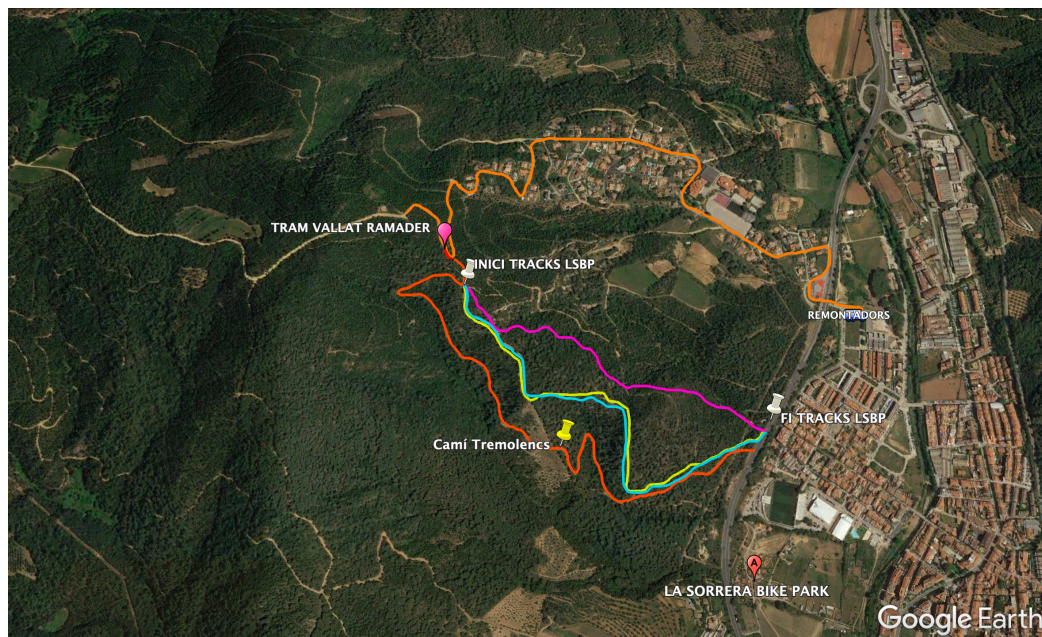 TRAM VALLAT RAMADER
INICI TRACKS LSBP
REMONTADORS
FI TRACKS LSBP
Camí Tremolencs
A
LA SORRERA BIKE PARK
Google Earth